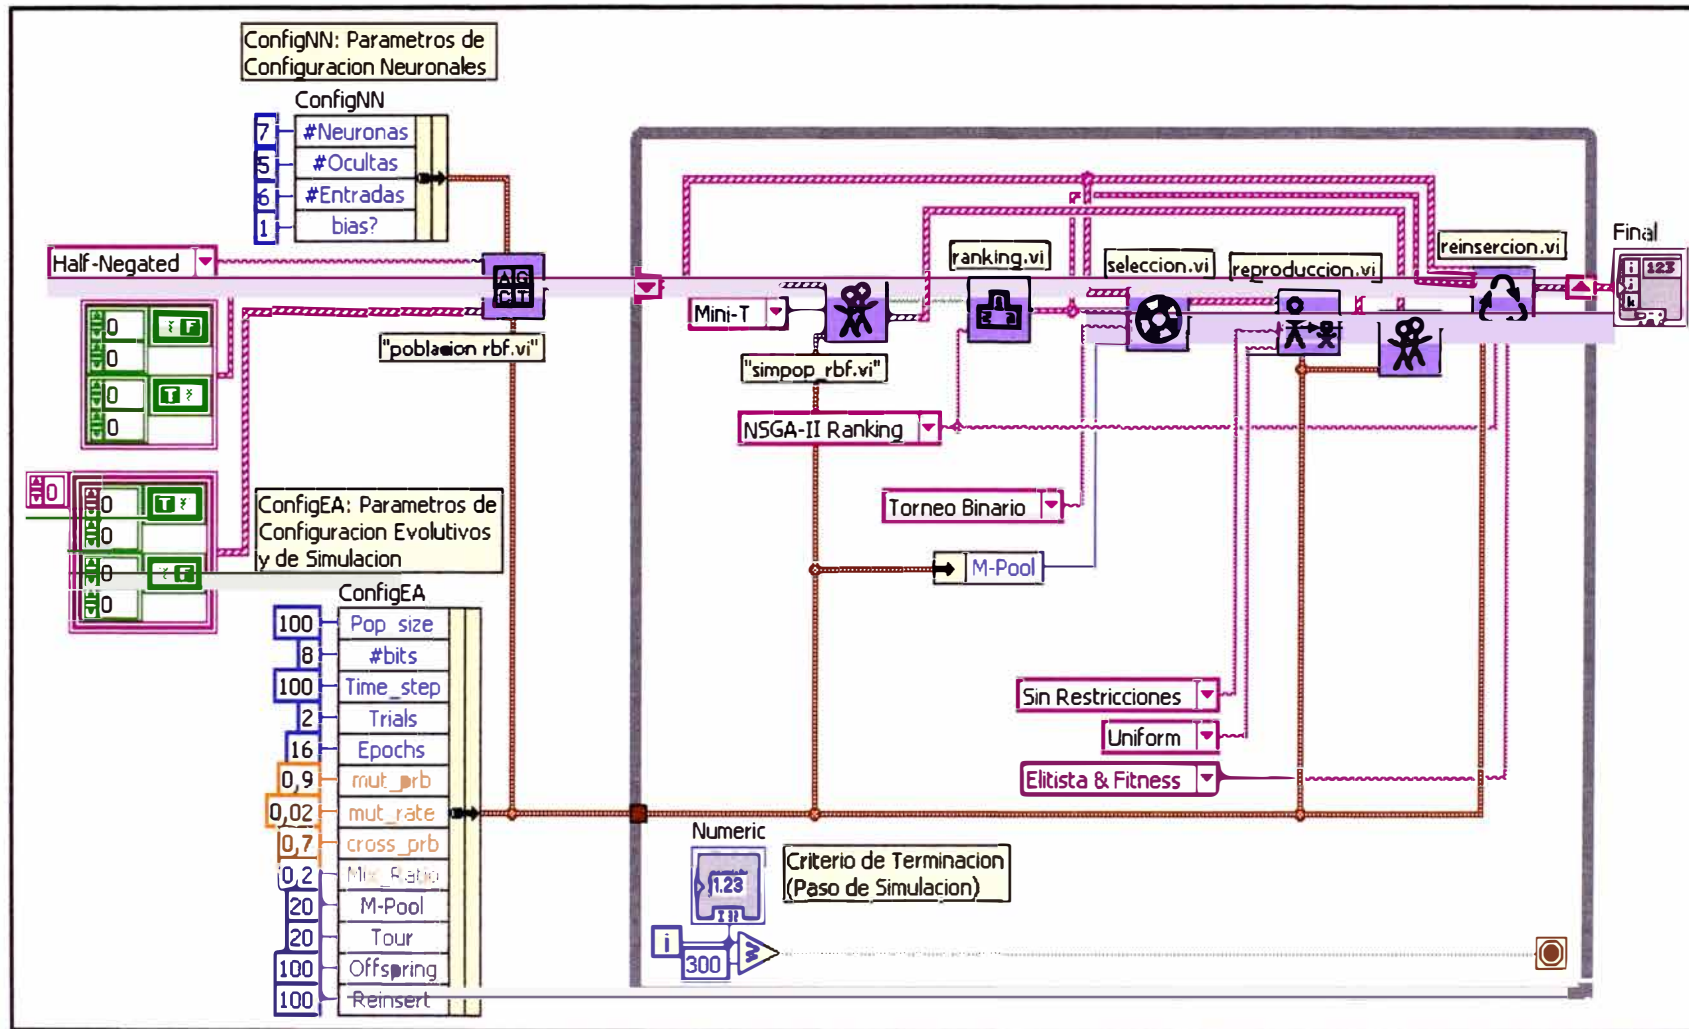 ConfigNN: Parametros de
Configuracion Neuronales
ConfigNN
7 #Neuronas
5 #Ocultas
6 #Entradas
1 bias?
Half-Negated
A G
C T
"poblacion rbf.vi"
0 F
0
0 T
0
0
0 T
0
0 F
0
ConfigEA: Parametros de
Configuracion Evolutivos
y de Simulacion
ConfigEA
100 Pop size
8 #bits
100 Time_step
2 Trials
16 Epochs
0,9 mut_prb
0,02 mut_rate
0,7 cross_prb
0,2 Mix_Ratio
20 M-Pool
20 Tour
100 Offspring
100 Reinsert
Mini-T
"simpop_rbf.vi"
ranking.vi
seleccion.vi
reproduccion.vi
reinsercion.vi
Final
i 123
j
k
NSGA-II Ranking
Torneo Binario
M-Pool
Sin Restricciones
Uniform
Elitista & Fitness
Numeric
1.23
Criterio de Terminacion
(Paso de Simulacion)
i
300